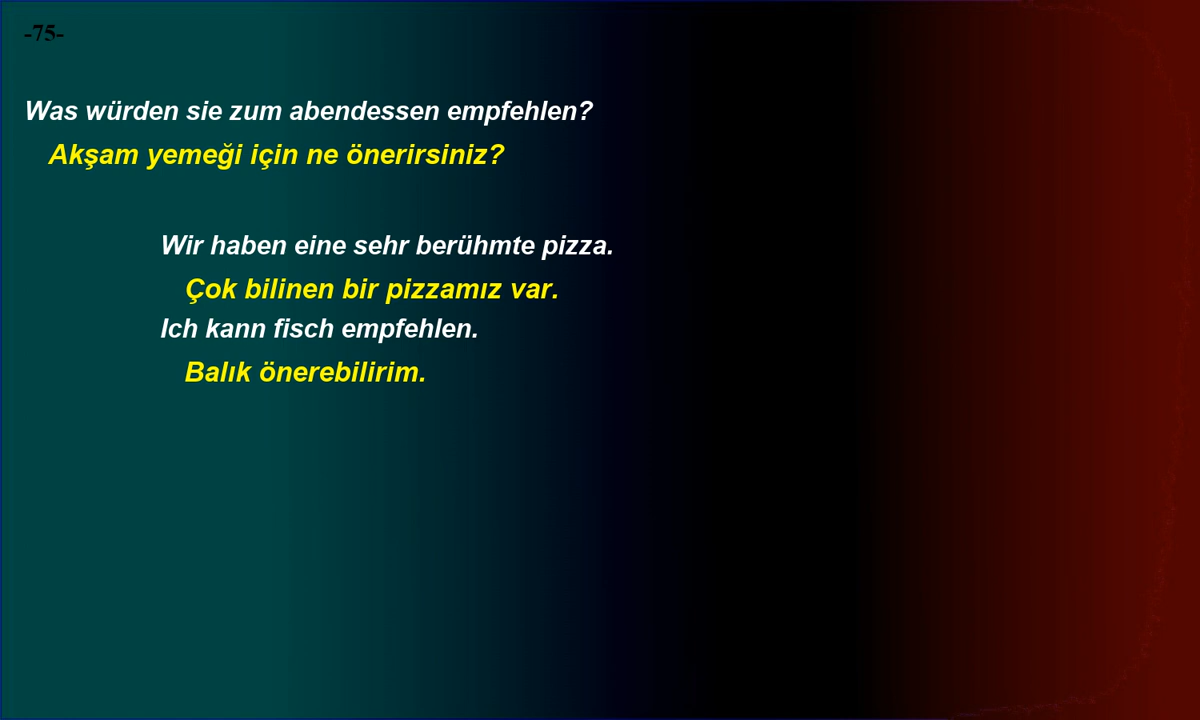 -75-
Was würden sie zum abendessen empfehlen?
Akşam yemeği için ne önerirsiniz?
Wir haben eine sehr berühmte pizza.
Çok bilinen bir pizzamız var.
Ich kann fisch empfehlen.
Balık önerebilirim.